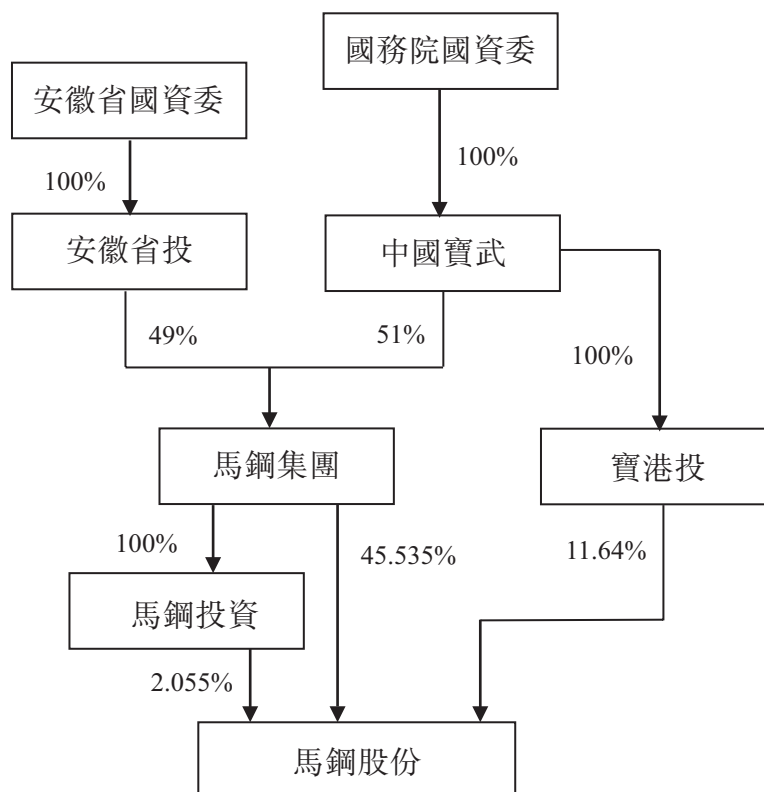 國務院國資委
安徽省國資委
100%
100%
安徽省投
中國寶武
49%
51%
100%
馬鋼集團
寶港投
100%
45.535%
11.64%
馬鋼投資
2.055%
馬鋼股份